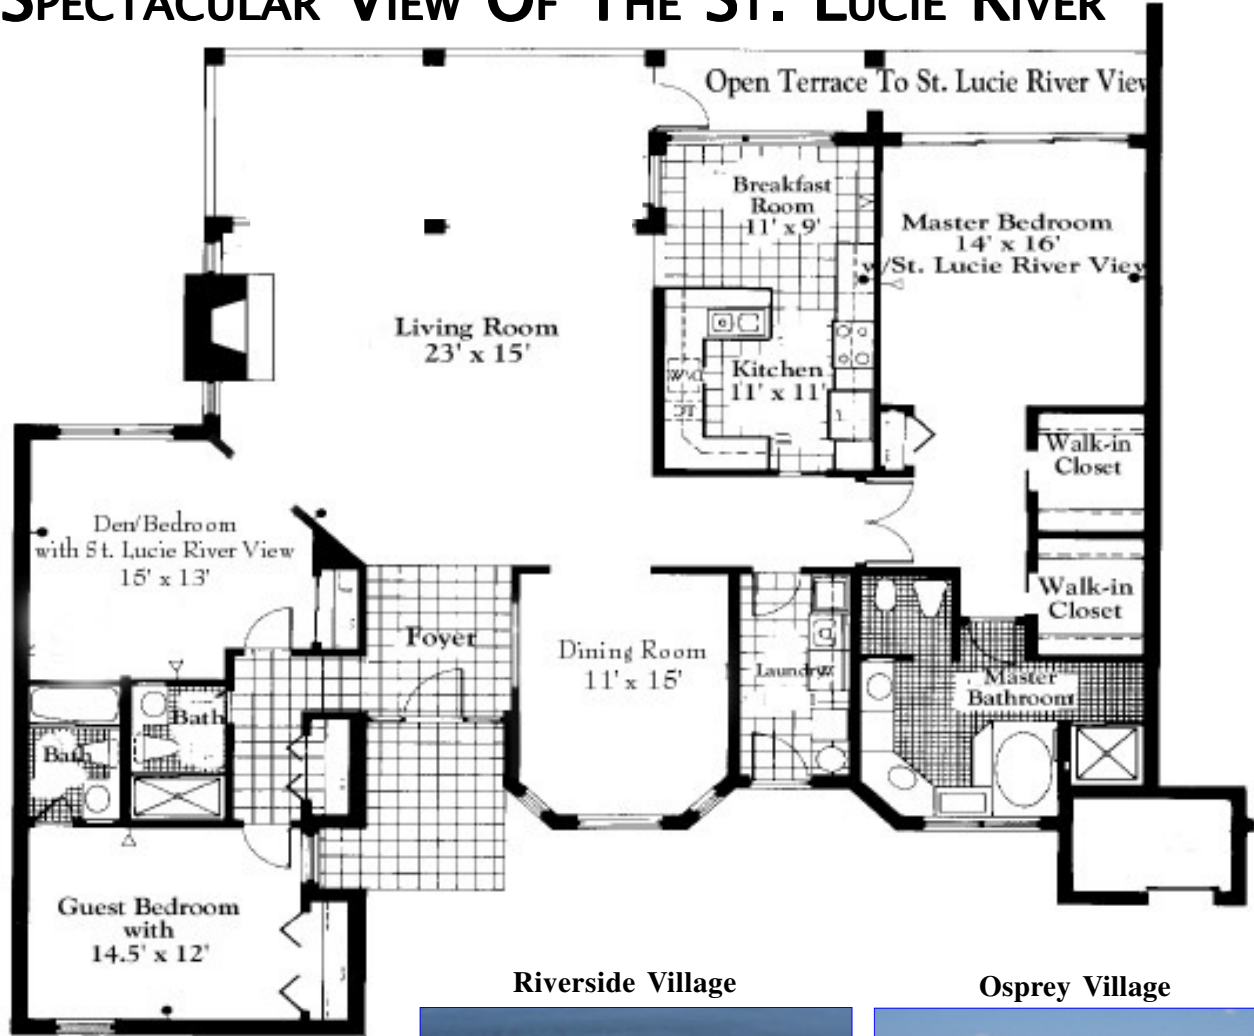 SPECTACULAR VIEW OF THE ST. LUCIE RIVER
Open Terrace To St. Lucie River View
Breakfast
Room
11' x 9'
Master Bedroom
14' x 16'
w/St. Lucie River View
Living Room
23' x 15'
Kitchen
11' x 11'
Walk-in
Closet
Den/Bedroom
with St. Lucie River View
15' x 13'
Walk-in
Closet
Foyer
Dining Room
11' x 15'
Laundry
Master
Bathroom
Bath
Bath
Guest Bedroom
with
14.5' x 12'
Riverside Village
Osprey Village